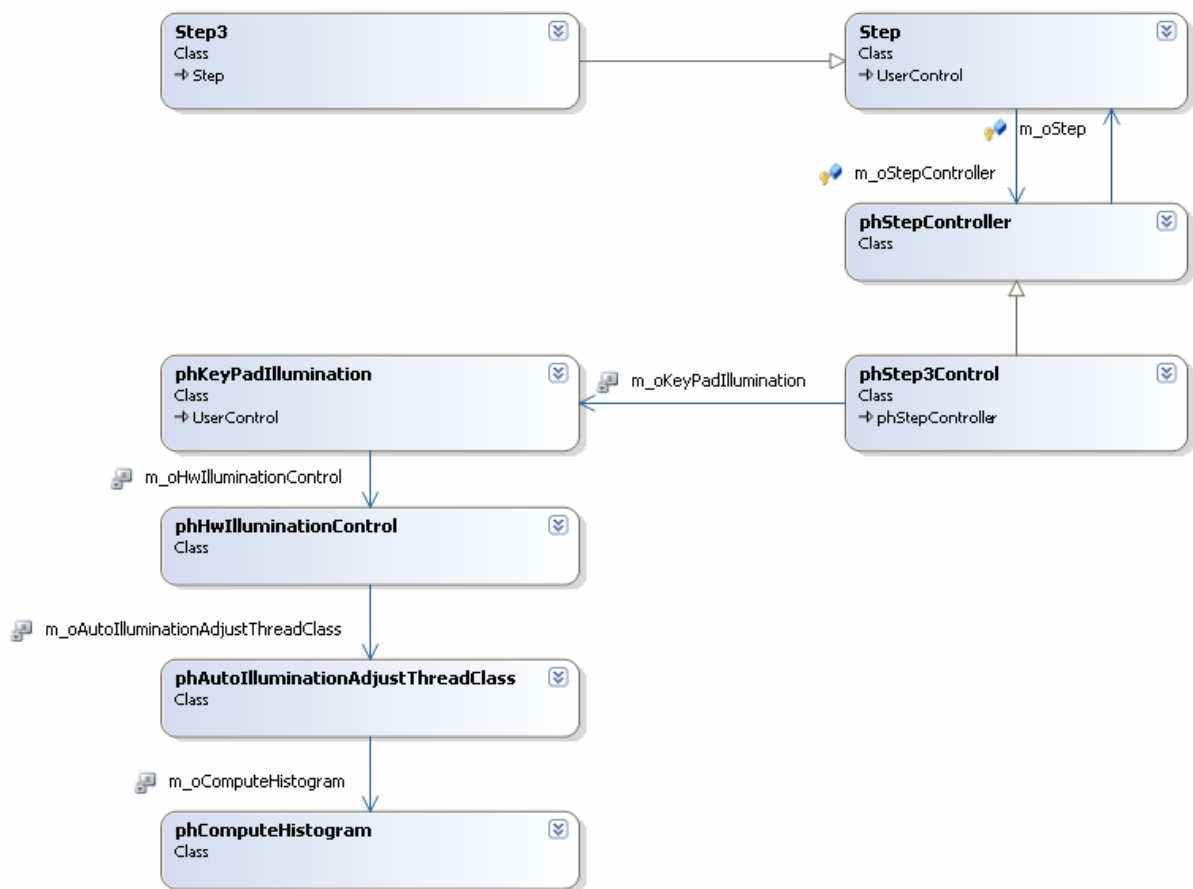 Step3
Class
Step
Step
Class
UserControl
m_oStep
m_oStepController
phStepController
Class
phKeyPadIllumination
Class
UserControl
m_oKeyPadIllumination
phStep3Control
Class
phStepController
m_oHwIlluminationControl
phHwIlluminationControl
Class
m_oAutoIlluminationAdjustThreadClass
phAutoIlluminationAdjustThreadClass
Class
m_oComputeHistogram
phComputeHistogram
Class